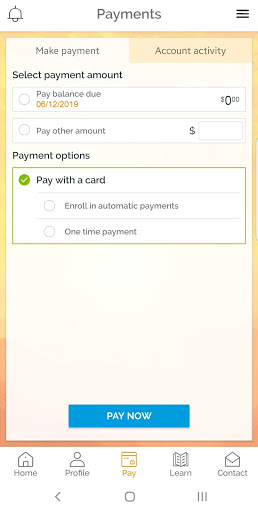 Payments
Make payment
Account activity
Select payment amount
Pay balance due
$0.00
06/12/2019
Pay other amount
$
Payment options
Pay with a card
Enroll in automatic payments
One time payment
PAY NOW
Home
Profile
Pay
Learn
Contact